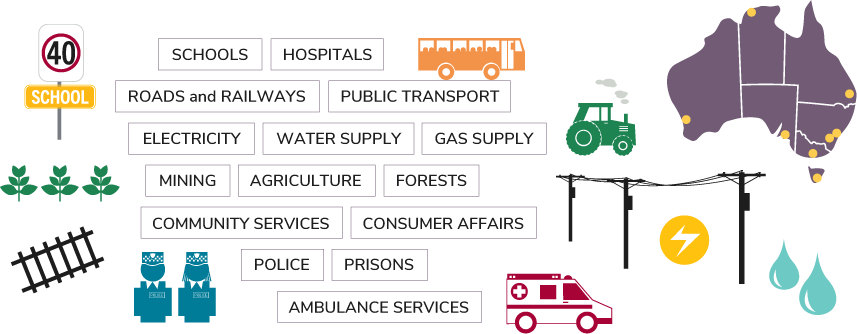 40
SCHOOL
SCHOOLS HOSPITALS
ROADS and RAILWAYS PUBLIC TRANSPORT
ELECTRICITY WATER SUPPLY GAS SUPPLY
MINING AGRICULTURE FORESTS
COMMUNITY SERVICES CONSUMER AFFAIRS
POLICE PRISONS
AMBULANCE SERVICES